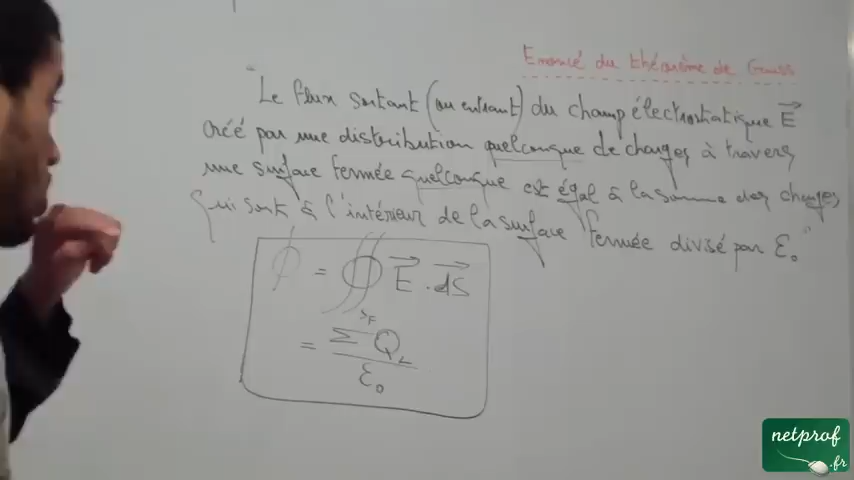 Enoncé du théorème de Gauss
"Le flux sortant (ou entrant) du champ électrostatique E⃗
créé par une distribution quelconque de charges à travers
une surface fermée quelconque est égal à la somme des charges
qui sont à l'intérieur de la surface fermée divisé par ε₀"
ϕ = ∯ E⃗ . dS⃗
SF
= Σ Qi
ε₀
netprof
.fr